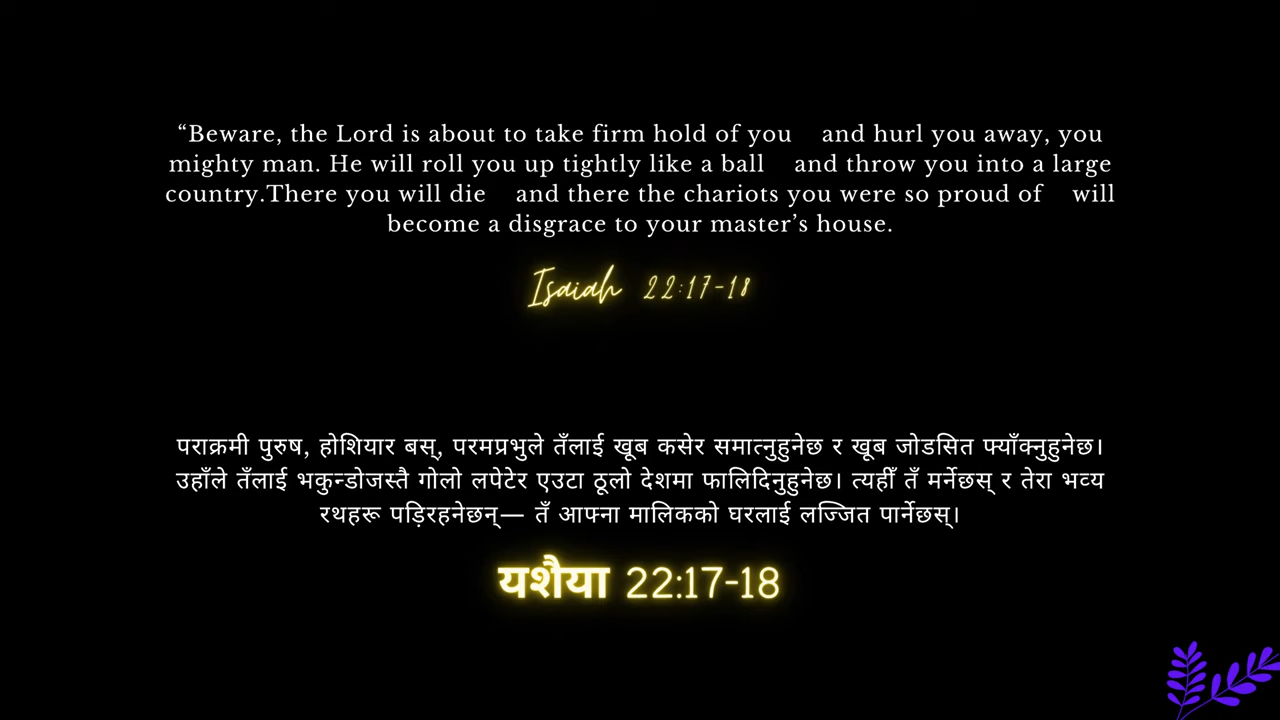 “Beware, the Lord is about to take firm hold of you    and hurl you away, you
mighty man. He will roll you up tightly like a ball    and throw you into a large
country.There you will die    and there the chariots you were so proud of    will
become a disgrace to your master’s house.
Isaiah 22:17-18
पराक्रमी पुरुष, होशियार बस्, परमप्रभुले तँलाई खूब कसेर समात्नुहुनेछ र खूब जोडसित फ्याँक्नुहुनेछ।
उहाँले तँलाई भकुन्डोजस्तै गोलो लपेटेर एउटा ठूलो देशमा फालिदिनुहुनेछ। त्यहीँ तँ मर्नेछस् र तेरा भव्य
रथहरू पड़िरहनेछन्— तँ आफ्ना मालिकको घरलाई लज्जित पार्नेछस्।
यशैया 22:17-18